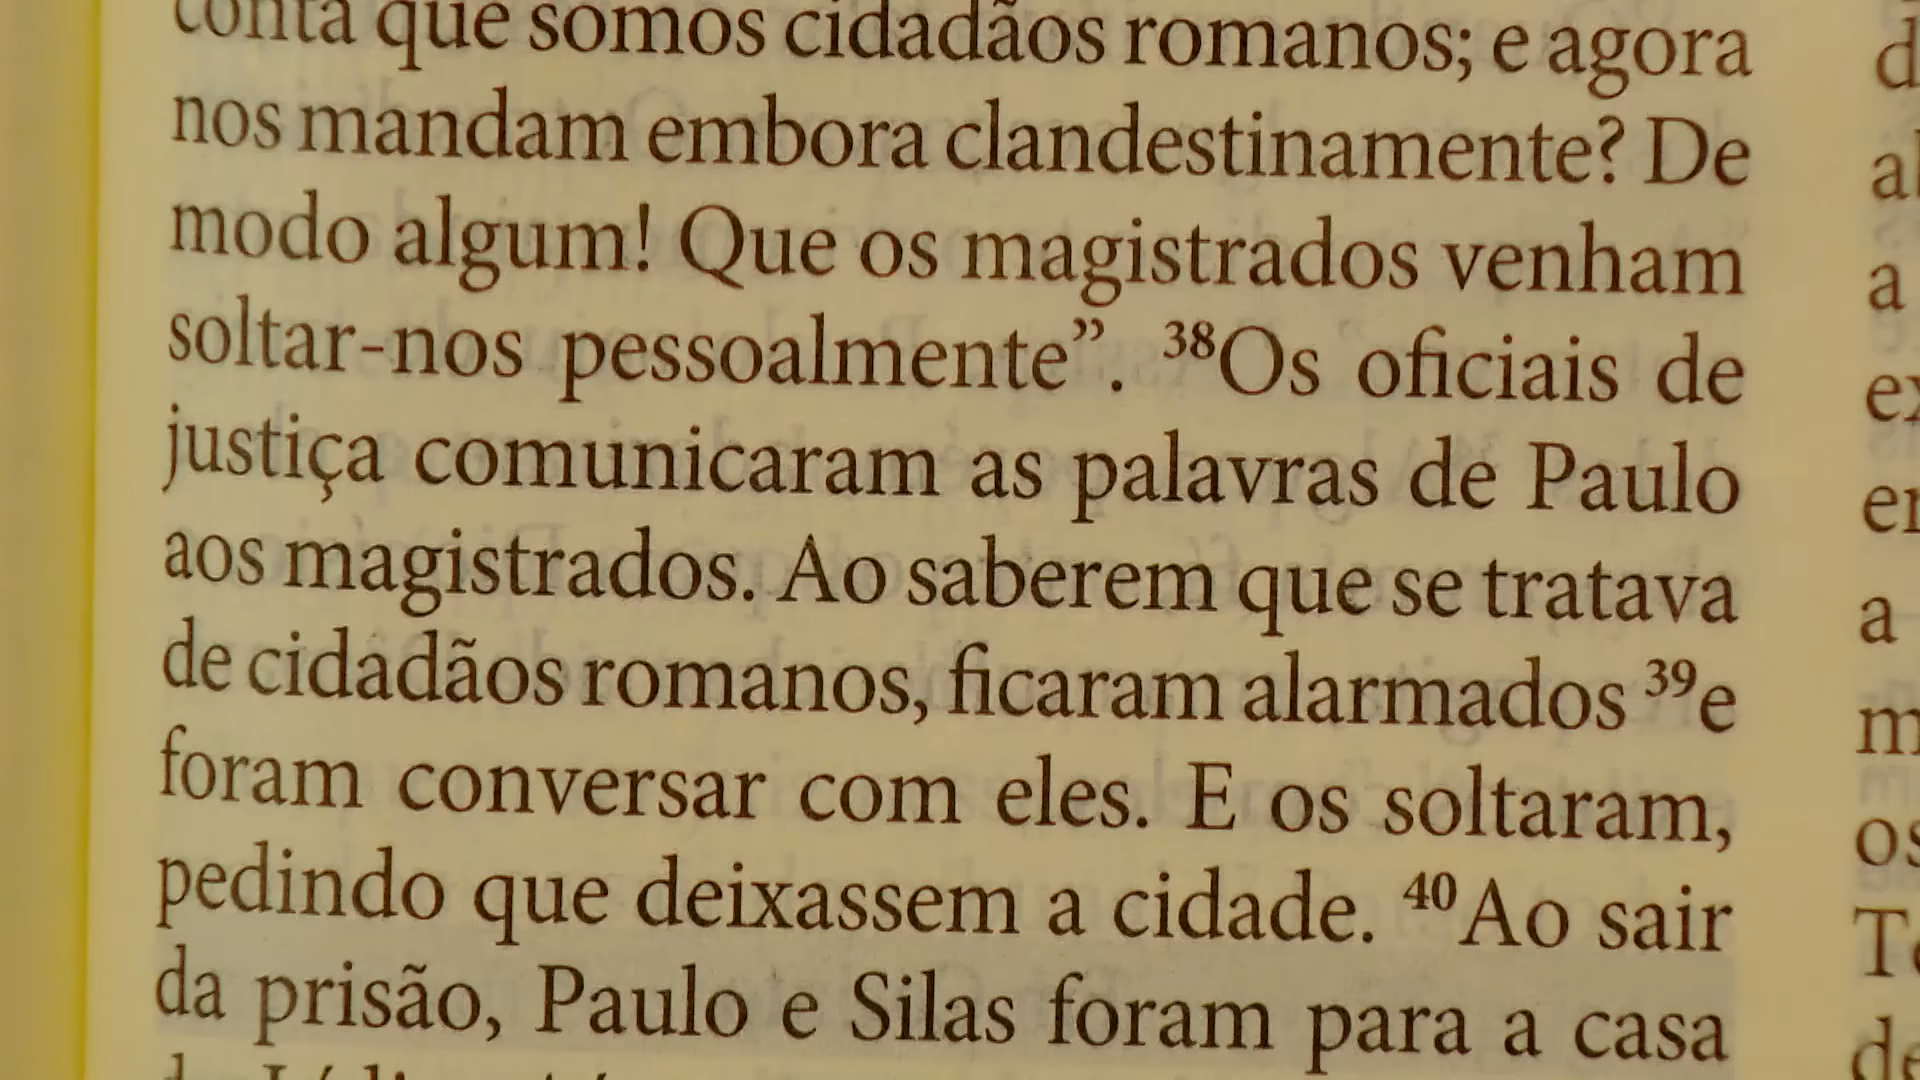 conta que somos cidadãos romanos; e agora
nos mandam embora clandestinamente? De
modo algum! Que os magistrados venham
soltar-nos pessoalmente”. ³⁸Os oficiais de
justiça comunicaram as palavras de Paulo
aos magistrados. Ao saberem que se tratava
de cidadãos romanos, ficaram alarmados ³⁹e
foram conversar com eles. E os soltaram,
pedindo que deixassem a cidade. ⁴⁰Ao sair
da prisão, Paulo e Silas foram para a casa